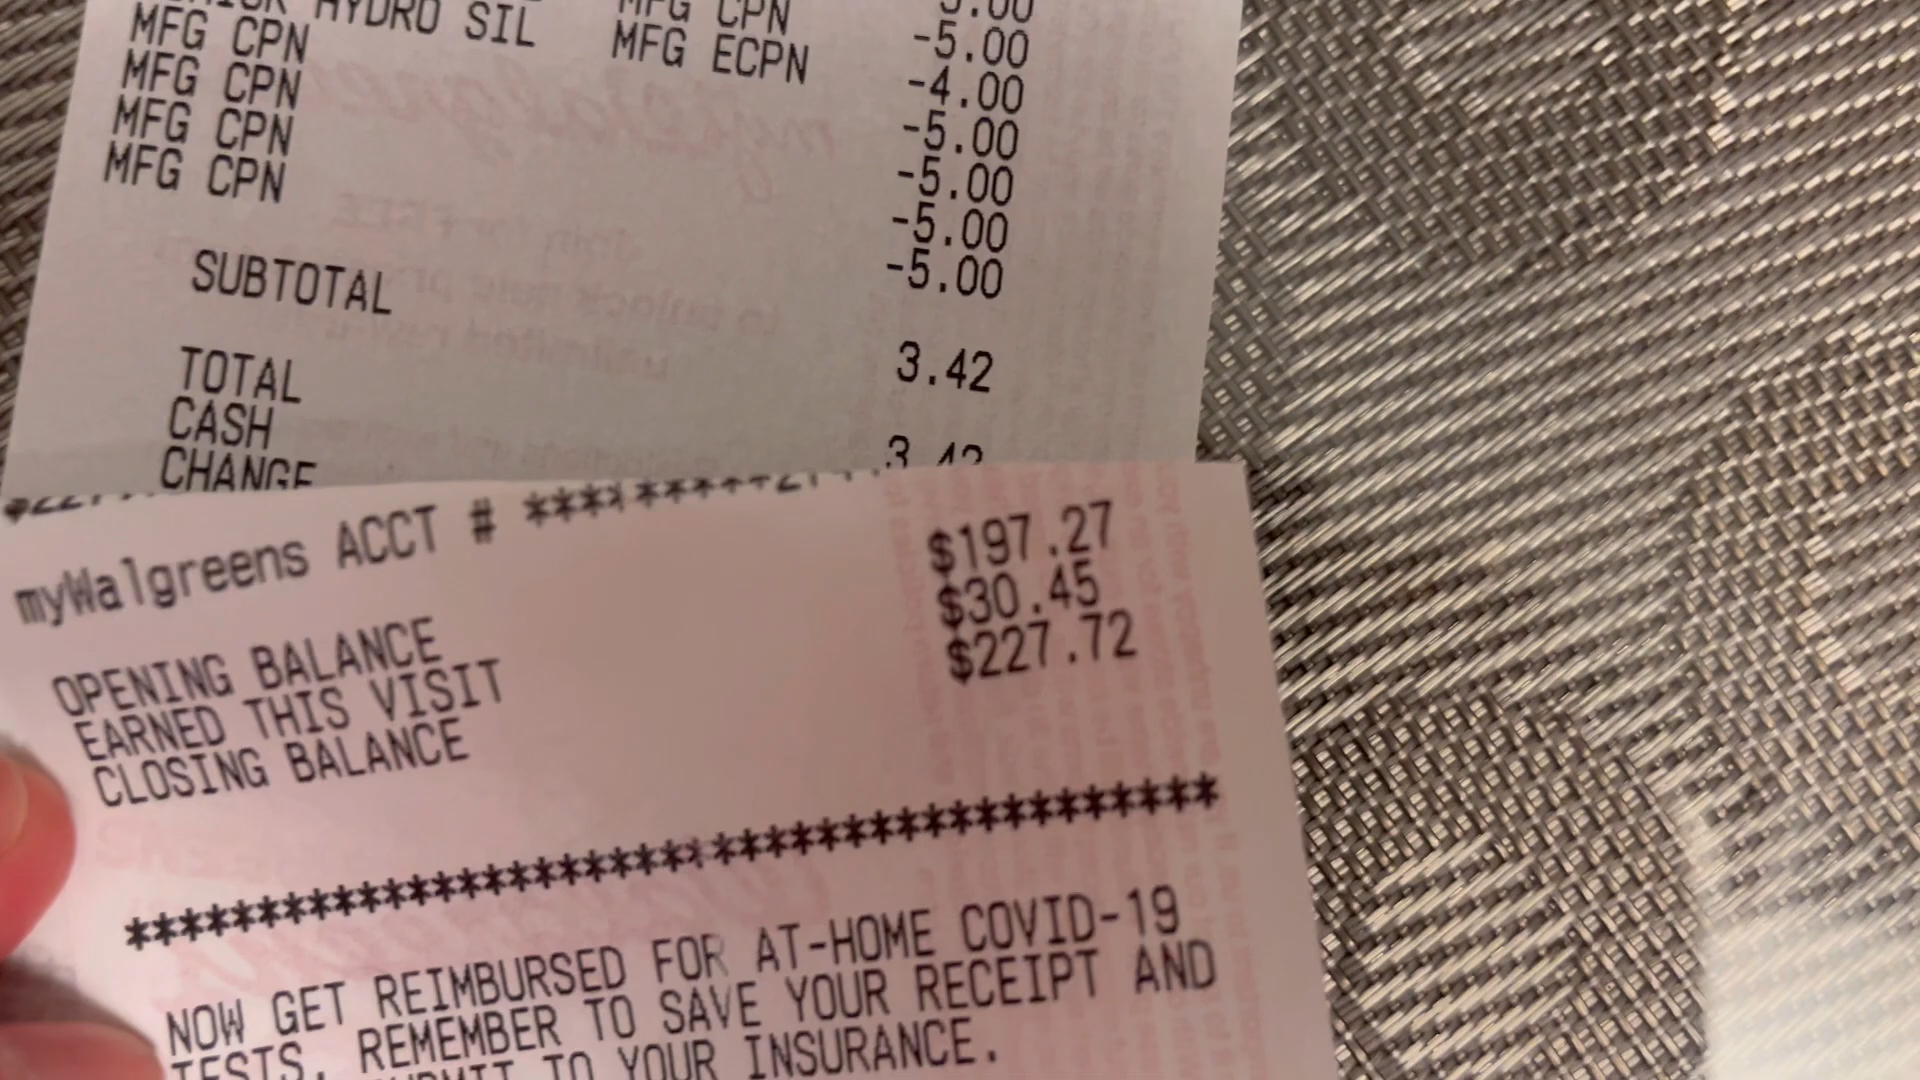 HYDRO SIL MFG CPN
MFG CPN MFG ECPN -5.00
MFG CPN -4.00
MFG CPN -5.00
MFG CPN -5.00
-5.00
-5.00
SUBTOTAL
3.42
TOTAL
CASH 3.42
CHANGE
myWalgreens ACCT #
OPENING BALANCE $197.27
EARNED THIS VISIT $30.45
CLOSING BALANCE $227.72
****************************************
NOW GET REIMBURSED FOR AT-HOME COVID-19
TESTS. REMEMBER TO SAVE YOUR RECEIPT AND
TO YOUR INSURANCE.